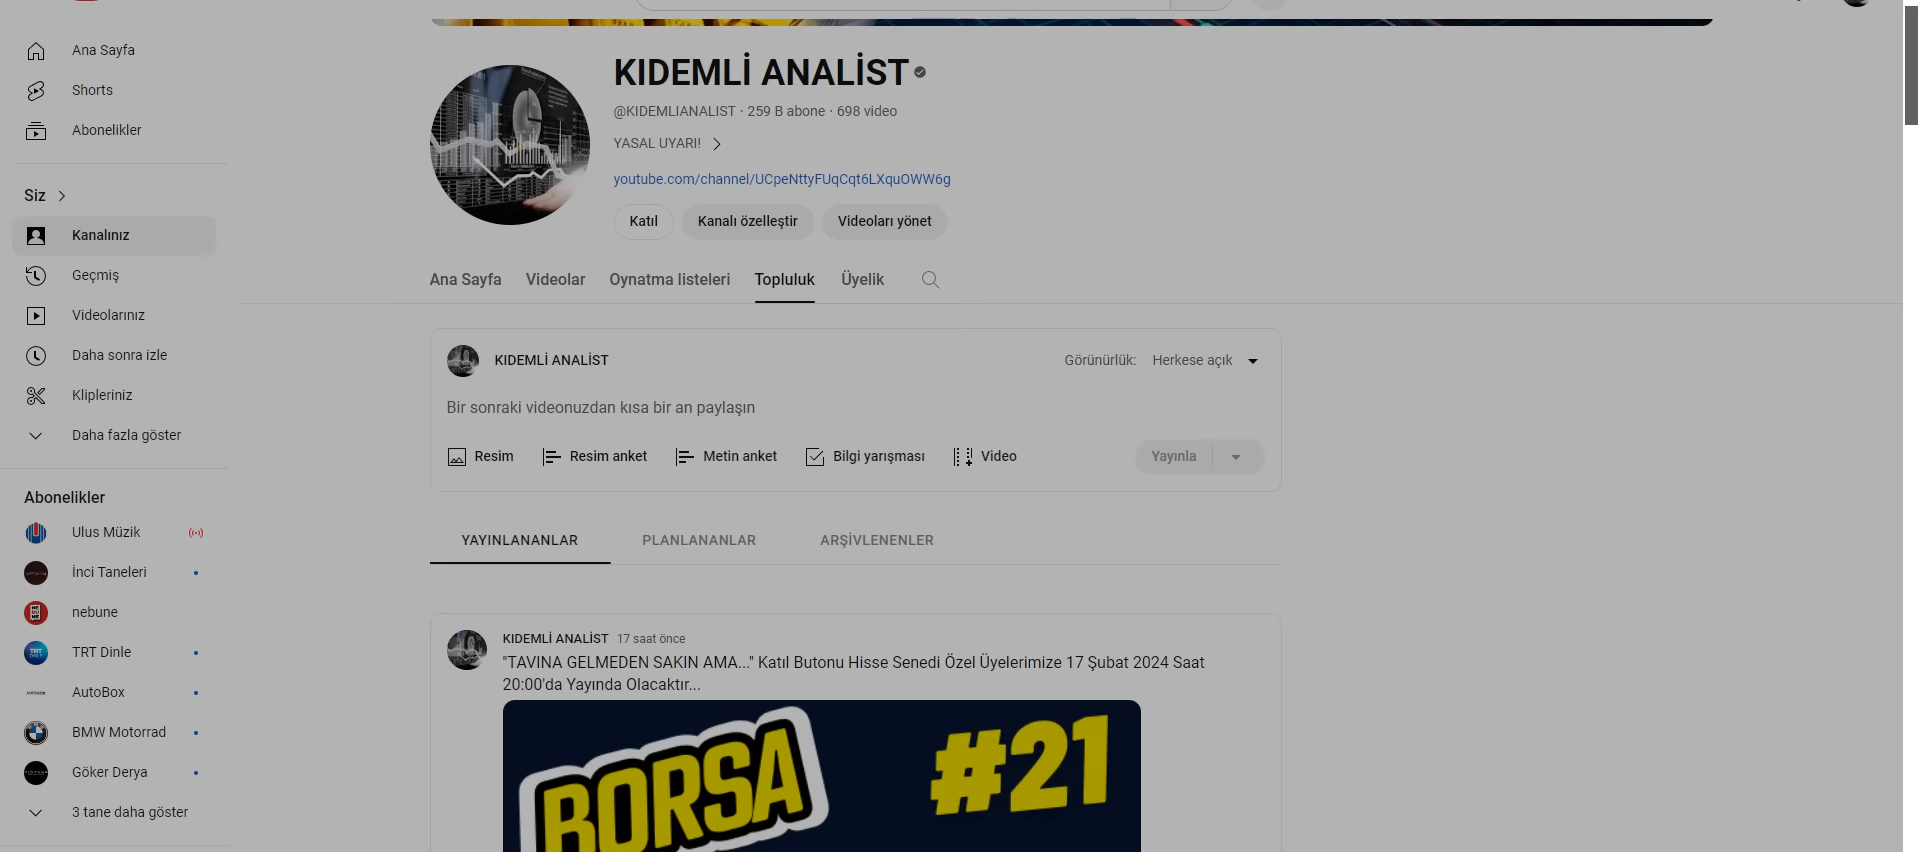 Ana Sayfa
Shorts
Abonelikler
Siz
Kanalınız
Geçmiş
Videolarınız
Daha sonra izle
Klipleriniz
Daha fazla göster
Abonelikler
Ulus Müzik
İnci Taneleri
nebune
TRT Dinle
AutoBox
BMW Motorrad
Göker Derya
3 tane daha göster
KIDEMLİ ANALİST
@KIDEMLIANALIST · 259 B abone · 698 video
YASAL UYARI!
youtube.com/channel/UCpeNttyFUqCqt6LXquOWW6g
Katıl Kanalı özelleştir Videoları yönet
Ana Sayfa Videolar Oynatma listeleri Topluluk Üyelik
KIDEMLİ ANALİST Görünürlük: Herkese açık
Bir sonraki videonuzdan kısa bir an paylaşın
Resim Resim anket Metin anket Bilgi yarışması Video Yayınla
YAYINLANANLAR PLANLANANLAR ARŞİVLENENLER
KIDEMLİ ANALİST 17 saat önce
"TAVINA GELMEDEN SAKIN AMA..." Katıl Butonu Hisse Senedi Özel Üyelerimize 17 Şubat 2024 Saat
20:00'da Yayında Olacaktır...
BORSA #21